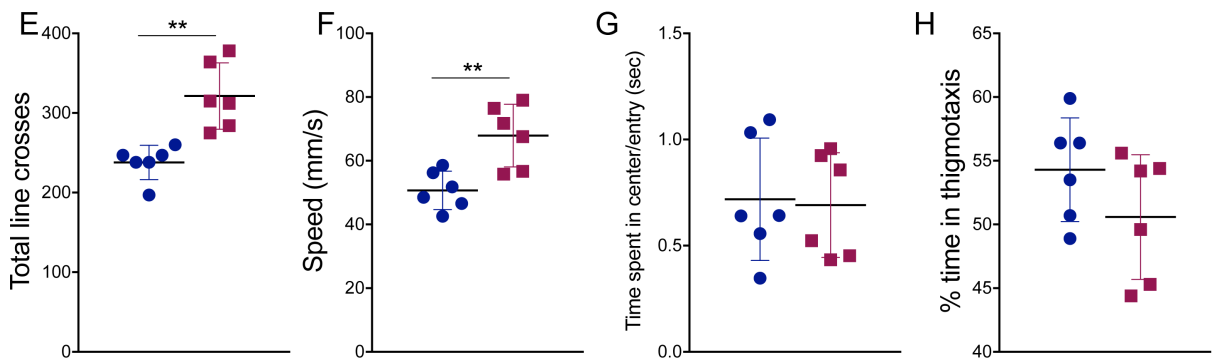 E
Total line crosses
400
300
200
100
0
**
F
Speed (mm/s)
100
80
60
40
20
0
**
G
Time spent in center/entry (sec)
1.5
1.0
0.5
0.0
H
% time in thigmotaxis
65
60
55
50
45
40